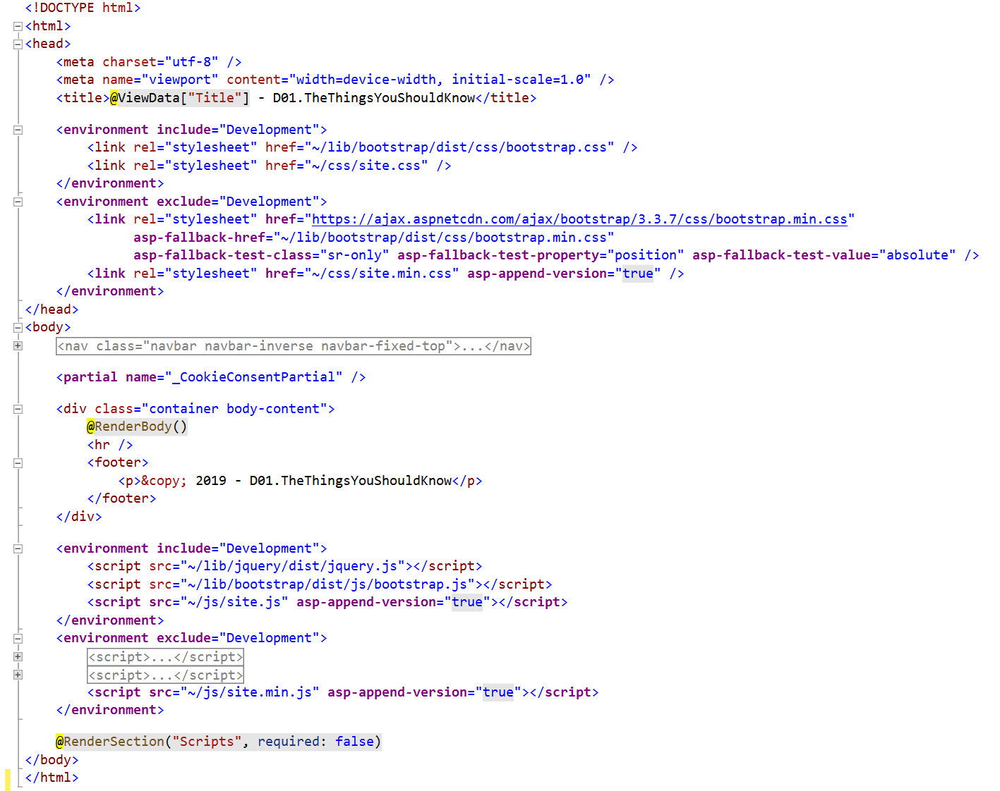 <!DOCTYPE html>
<html>
<head>
    <meta charset="utf-8" />
    <meta name="viewport" content="width=device-width, initial-scale=1.0" />
    <title>@ViewData["Title"] - D01.TheThingsYouShouldKnow</title>

    <environment include="Development">
        <link rel="stylesheet" href="~/lib/bootstrap/dist/css/bootstrap.css" />
        <link rel="stylesheet" href="~/css/site.css" />
    </environment>
    <environment exclude="Development">
        <link rel="stylesheet" href="https://ajax.aspnetcdn.com/ajax/bootstrap/3.3.7/css/bootstrap.min.css"
              asp-fallback-href="~/lib/bootstrap/dist/css/bootstrap.min.css"
              asp-fallback-test-class="sr-only" asp-fallback-test-property="position" asp-fallback-test-value="absolute" />
        <link rel="stylesheet" href="~/css/site.min.css" asp-append-version="true" />
    </environment>
</head>
<body>
    <nav class="navbar navbar-inverse navbar-fixed-top">...</nav>

    <partial name="_CookieConsentPartial" />

    <div class="container body-content">
        @RenderBody()
        <hr />
        <footer>
            <p>&copy; 2019 - D01.TheThingsYouShouldKnow</p>
        </footer>
    </div>

    <environment include="Development">
        <script src="~/lib/jquery/dist/jquery.js"></script>
        <script src="~/lib/bootstrap/dist/js/bootstrap.js"></script>
        <script src="~/js/site.js" asp-append-version="true"></script>
    </environment>
    <environment exclude="Development">
        <script>...</script>
        <script>...</script>
        <script src="~/js/site.min.js" asp-append-version="true"></script>
    </environment>

    @RenderSection("Scripts", required: false)
</body>
</html>